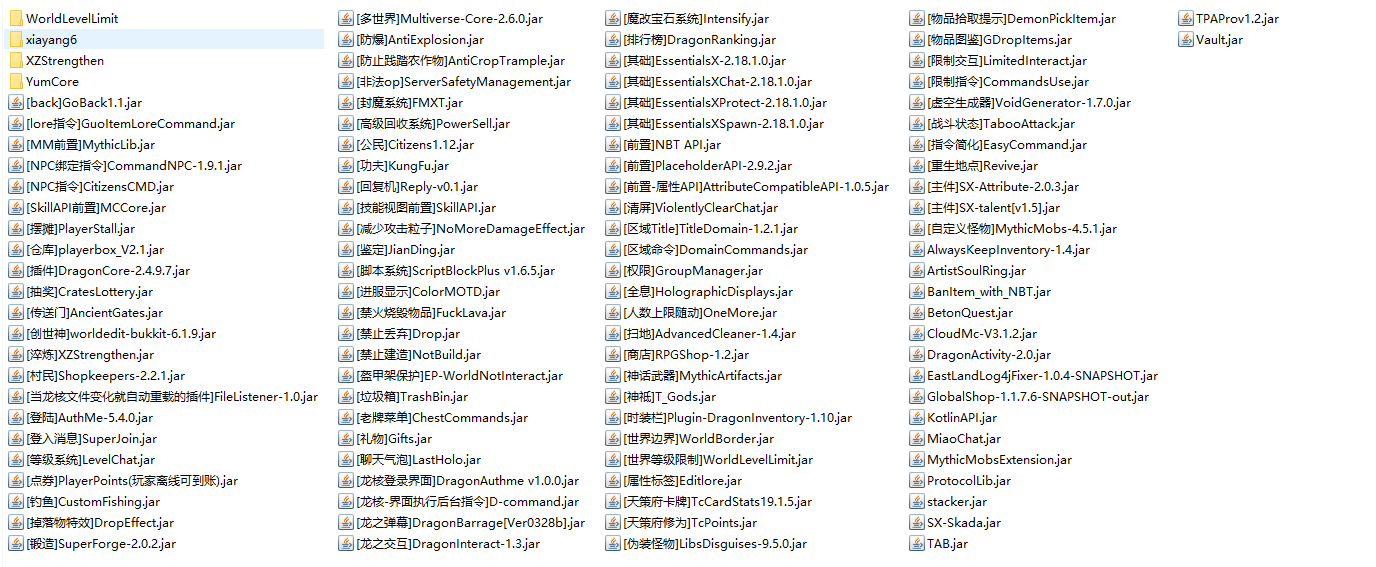 WorldLevelLimit
xiayang6
XZStrengthen
YumCore
[back]GoBack1.1.jar
[lore指令]GuoItemLoreCommand.jar
[MM前置]MythicLib.jar
[NPC绑定指令]CommandNPC-1.9.1.jar
[NPC指令]CitizensCMD.jar
[SkillAPI前置]MCCore.jar
[摆摊]PlayerStall.jar
[仓库]playerbox_V2.1.jar
[插件]DragonCore-2.4.9.7.jar
[抽奖]CratesLottery.jar
[传送门]AncientGates.jar
[创世神]worldedit-bukkit-6.1.9.jar
[淬炼]XZStrengthen.jar
[村民]Shopkeepers-2.2.1.jar
[当龙核文件变化就自动重载的插件]FileListener-1.0.jar
[登陆]AuthMe-5.4.0.jar
[登入消息]SuperJoin.jar
[等级系统]LevelChat.jar
[点券]PlayerPoints(玩家离线可到账).jar
[钓鱼]CustomFishing.jar
[掉落物特效]DropEffect.jar
[锻造]SuperForge-2.0.2.jar
[多世界]Multiverse-Core-2.6.0.jar
[防爆]AntiExplosion.jar
[防止践踏农作物]AntiCropTrample.jar
[非法op]ServerSafetyManagement.jar
[封魔系统]FMXT.jar
[高级回收系统]PowerSell.jar
[公民]Citizens1.12.jar
[功夫]KungFu.jar
[回复机]Reply-v0.1.jar
[技能视图前置]SkillAPI.jar
[减少攻击粒子]NoMoreDamageEffect.jar
[鉴定]JianDing.jar
[脚本系统]ScriptBlockPlus v1.6.5.jar
[进服显示]ColorMOTD.jar
[禁火烧毁物品]FuckLava.jar
[禁止丢弃]Drop.jar
[禁止建造]NotBuild.jar
[盔甲架保护]EP-WorldNotInteract.jar
[垃圾箱]TrashBin.jar
[老牌菜单]ChestCommands.jar
[礼物]Gifts.jar
[聊天气泡]LastHolo.jar
[龙核登录界面]DragonAuthme v1.0.0.jar
[龙核-界面执行后台指令]D-command.jar
[龙之弹幕]DragonBarrage[Ver0328b].jar
[龙之交互]DragonInteract-1.3.jar
[魔改宝石系统]Intensify.jar
[排行榜]DragonRanking.jar
[基础]EssentialsX-2.18.1.0.jar
[基础]EssentialsXChat-2.18.1.0.jar
[基础]EssentialsXProtect-2.18.1.0.jar
[基础]EssentialsXSpawn-2.18.1.0.jar
[前置]NBT API.jar
[前置]PlaceholderAPI-2.9.2.jar
[前置-属性API]AttributeCompatibleAPI-1.0.5.jar
[清屏]ViolentlyClearChat.jar
[区域Title]TitleDomain-1.2.1.jar
[区域命令]DomainCommands.jar
[权限]GroupManager.jar
[全息]HolographicDisplays.jar
[人数上限随动]OneMore.jar
[扫地]AdvancedCleaner-1.4.jar
[商店]RPGShop-1.2.jar
[神话武器]MythicArtifacts.jar
[神祗]T_Gods.jar
[时装栏]Plugin-DragonInventory-1.10.jar
[世界边界]WorldBorder.jar
[世界等级限制]WorldLevelLimit.jar
[属性标签]Editlore.jar
[天策府卡牌]TcCardStats19.1.5.jar
[天策府修为]TcPoints.jar
[伪装怪物]LibsDisguises-9.5.0.jar
[物品拾取提示]DemonPickItem.jar
[物品图鉴]GDropItems.jar
[限制交互]LimitedInteract.jar
[限制指令]CommandsUse.jar
[虚空生成器]VoidGenerator-1.7.0.jar
[战斗状态]TabooAttack.jar
[指令简化]EasyCommand.jar
[重生地点]Revive.jar
[主件]SX-Attribute-2.0.3.jar
[主件]SX-talent[v1.5].jar
[自定义怪物]MythicMobs-4.5.1.jar
AlwaysKeepInventory-1.4.jar
ArtistSoulRing.jar
BanItem_with_NBT.jar
BetonQuest.jar
CloudMc-V3.1.2.jar
DragonActivity-2.0.jar
EastLandLog4jFixer-1.0.4-SNAPSHOT.jar
GlobalShop-1.1.7.6-SNAPSHOT-out.jar
KotlinAPI.jar
MiaoChat.jar
MythicMobsExtension.jar
ProtocolLib.jar
stacker.jar
SX-Skada.jar
TAB.jar
TPAProv1.2.jar
Vault.jar